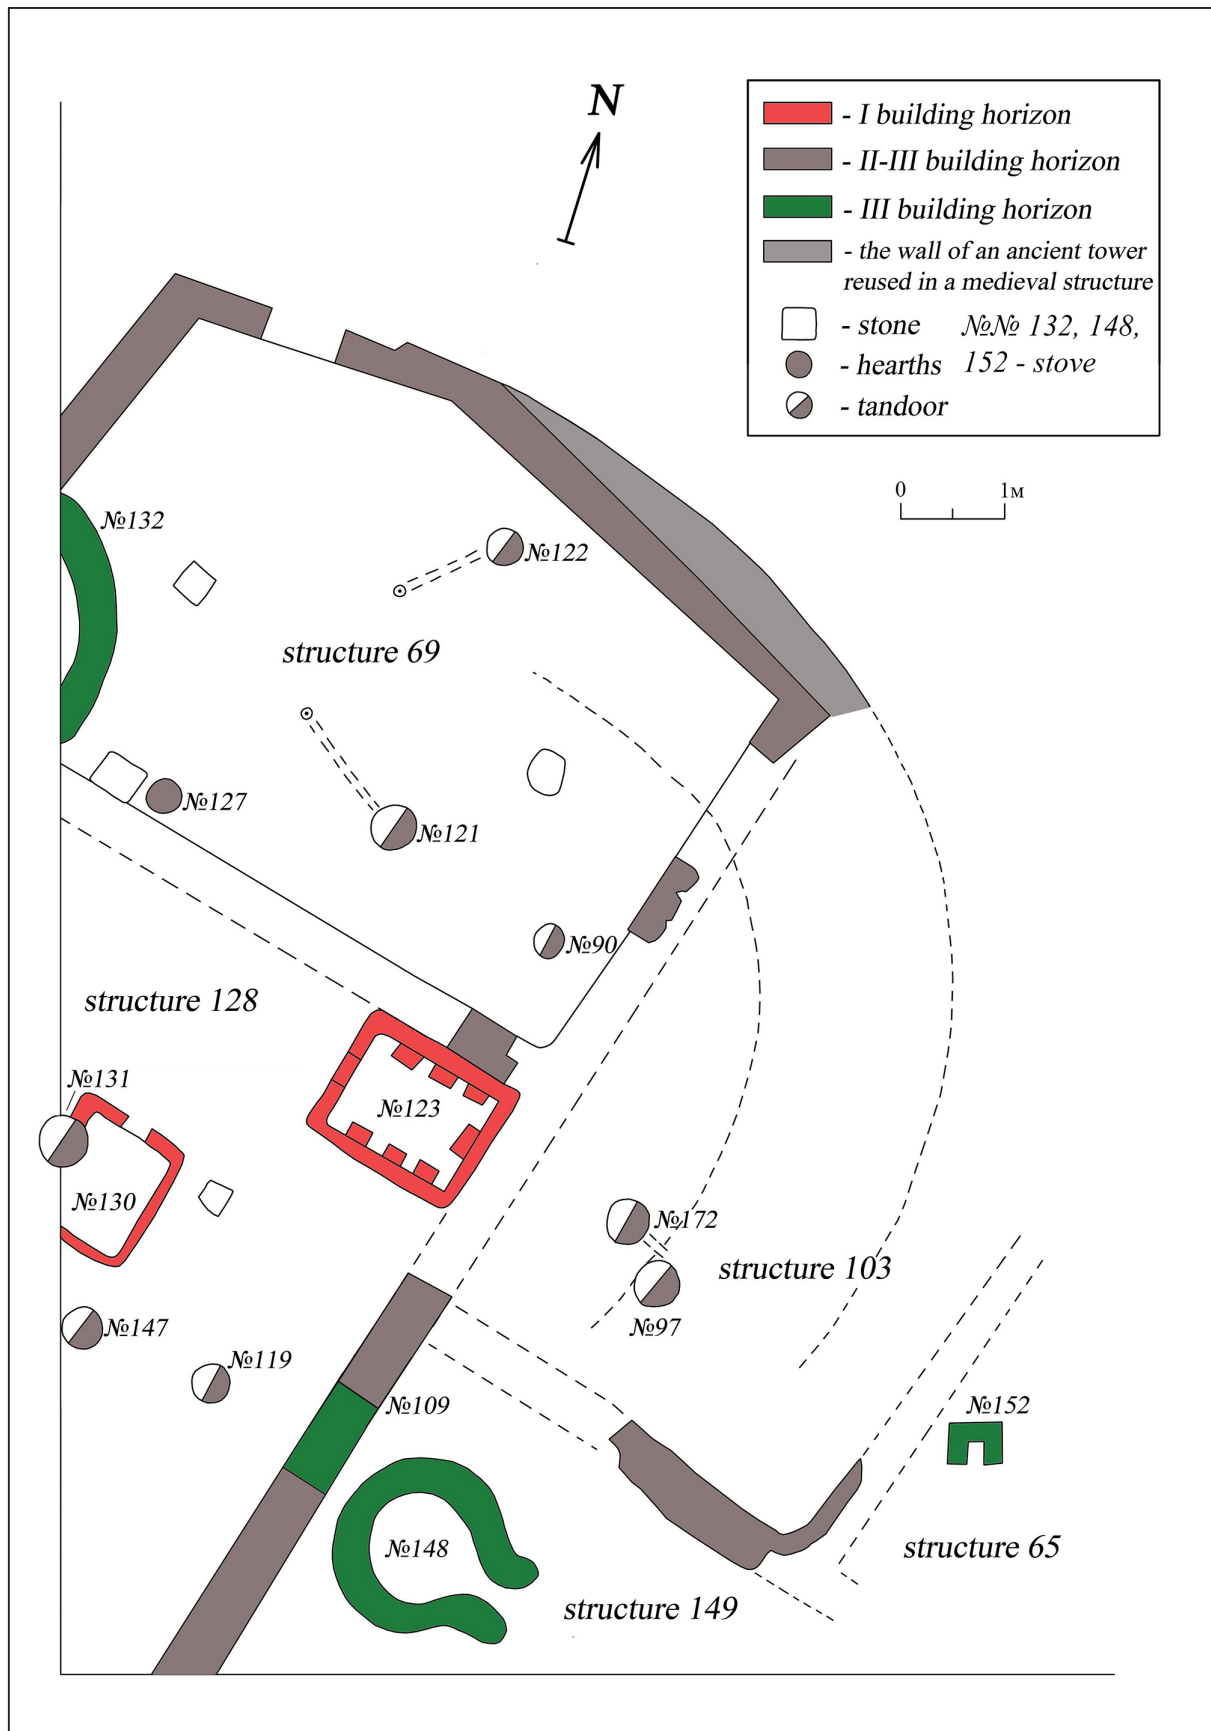 N
- I building horizon
- II-III building horizon
- III building horizon
- the wall of an ancient tower
reused in a medieval structure
- stone №№ 132, 148,
- hearths 152 - stove
- tandoor
0 1м
№132
№122
structure 69
№127
№121
№90
structure 128
№131
№123
№130
№172
structure 103
№147
№97
№119
№109
№152
№148
structure 65
structure 149